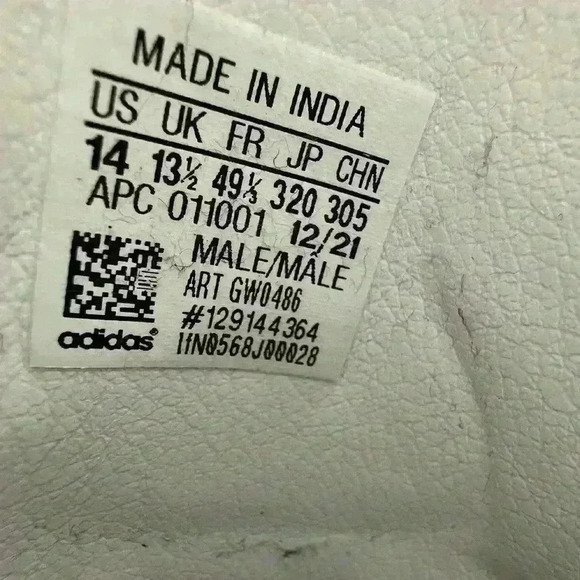 MADE IN INDIA
US UK FR JP CHN
14 13½ 49⅓ 320 305
APC 011001 12/21
MALE/MÂLE
ART GW0486
#129144364
adidas 1fN0568J00028